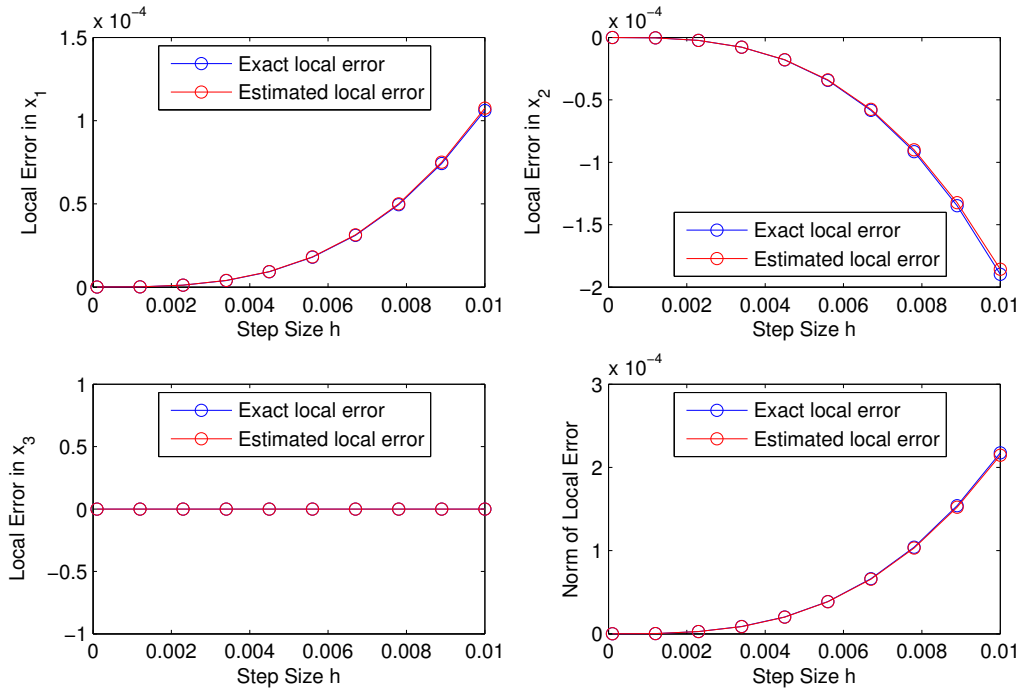 x 10⁻⁴
1.5
1
0.5
0
Local Error in x₁
Exact local error
Estimated local error
0 0.002 0.004 0.006 0.008 0.01
Step Size h
x 10⁻⁴
0
−0.5
−1
−1.5
−2
Local Error in x₂
Exact local error
Estimated local error
0 0.002 0.004 0.006 0.008 0.01
Step Size h
1
0.5
0
−0.5
−1
Local Error in x₃
Exact local error
Estimated local error
0 0.002 0.004 0.006 0.008 0.01
Step Size h
x 10⁻⁴
3
2
1
0
Norm of Local Error
Exact local error
Estimated local error
0 0.002 0.004 0.006 0.008 0.01
Step Size h